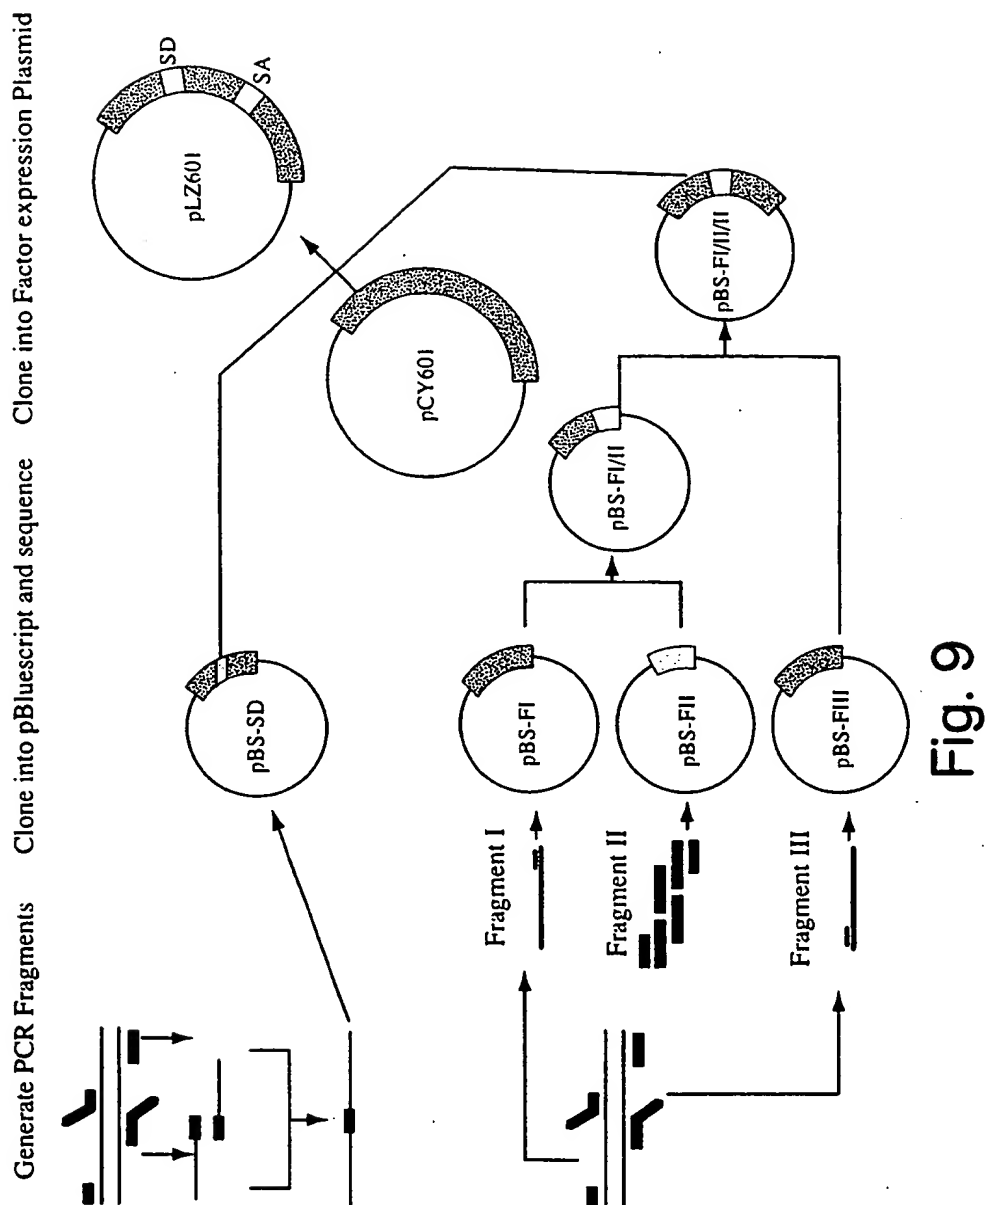 Generate PCR Fragments
Clone into pBluescript and sequence
Clone into Factor expression Plasmid
pBS-SD
pLZ601
SD
SA
pCY601
Fragment I
pBS-FI
Fragment II
pBS-FII
pBS-FI/II
Fragment III
pBS-FIII
pBS-FI/II/II
Fig. 9